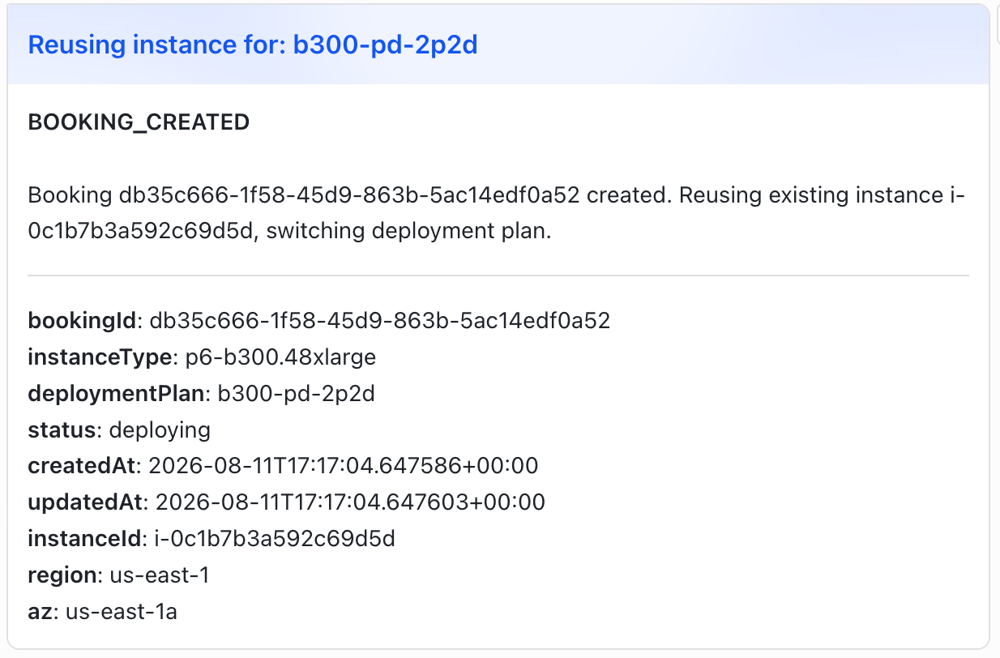 Reusing instance for: b300-pd-2p2d
BOOKING_CREATED
Booking db35c666-1f58-45d9-863b-5ac14edf0a52 created. Reusing existing instance i-
0c1b7b3a592c69d5d, switching deployment plan.
bookingId: db35c666-1f58-45d9-863b-5ac14edf0a52
instanceType: p6-b300.48xlarge
deploymentPlan: b300-pd-2p2d
status: deploying
createdAt: 2026-08-11T17:17:04.647586+00:00
updatedAt: 2026-08-11T17:17:04.647603+00:00
instanceId: i-0c1b7b3a592c69d5d
region: us-east-1
az: us-east-1a